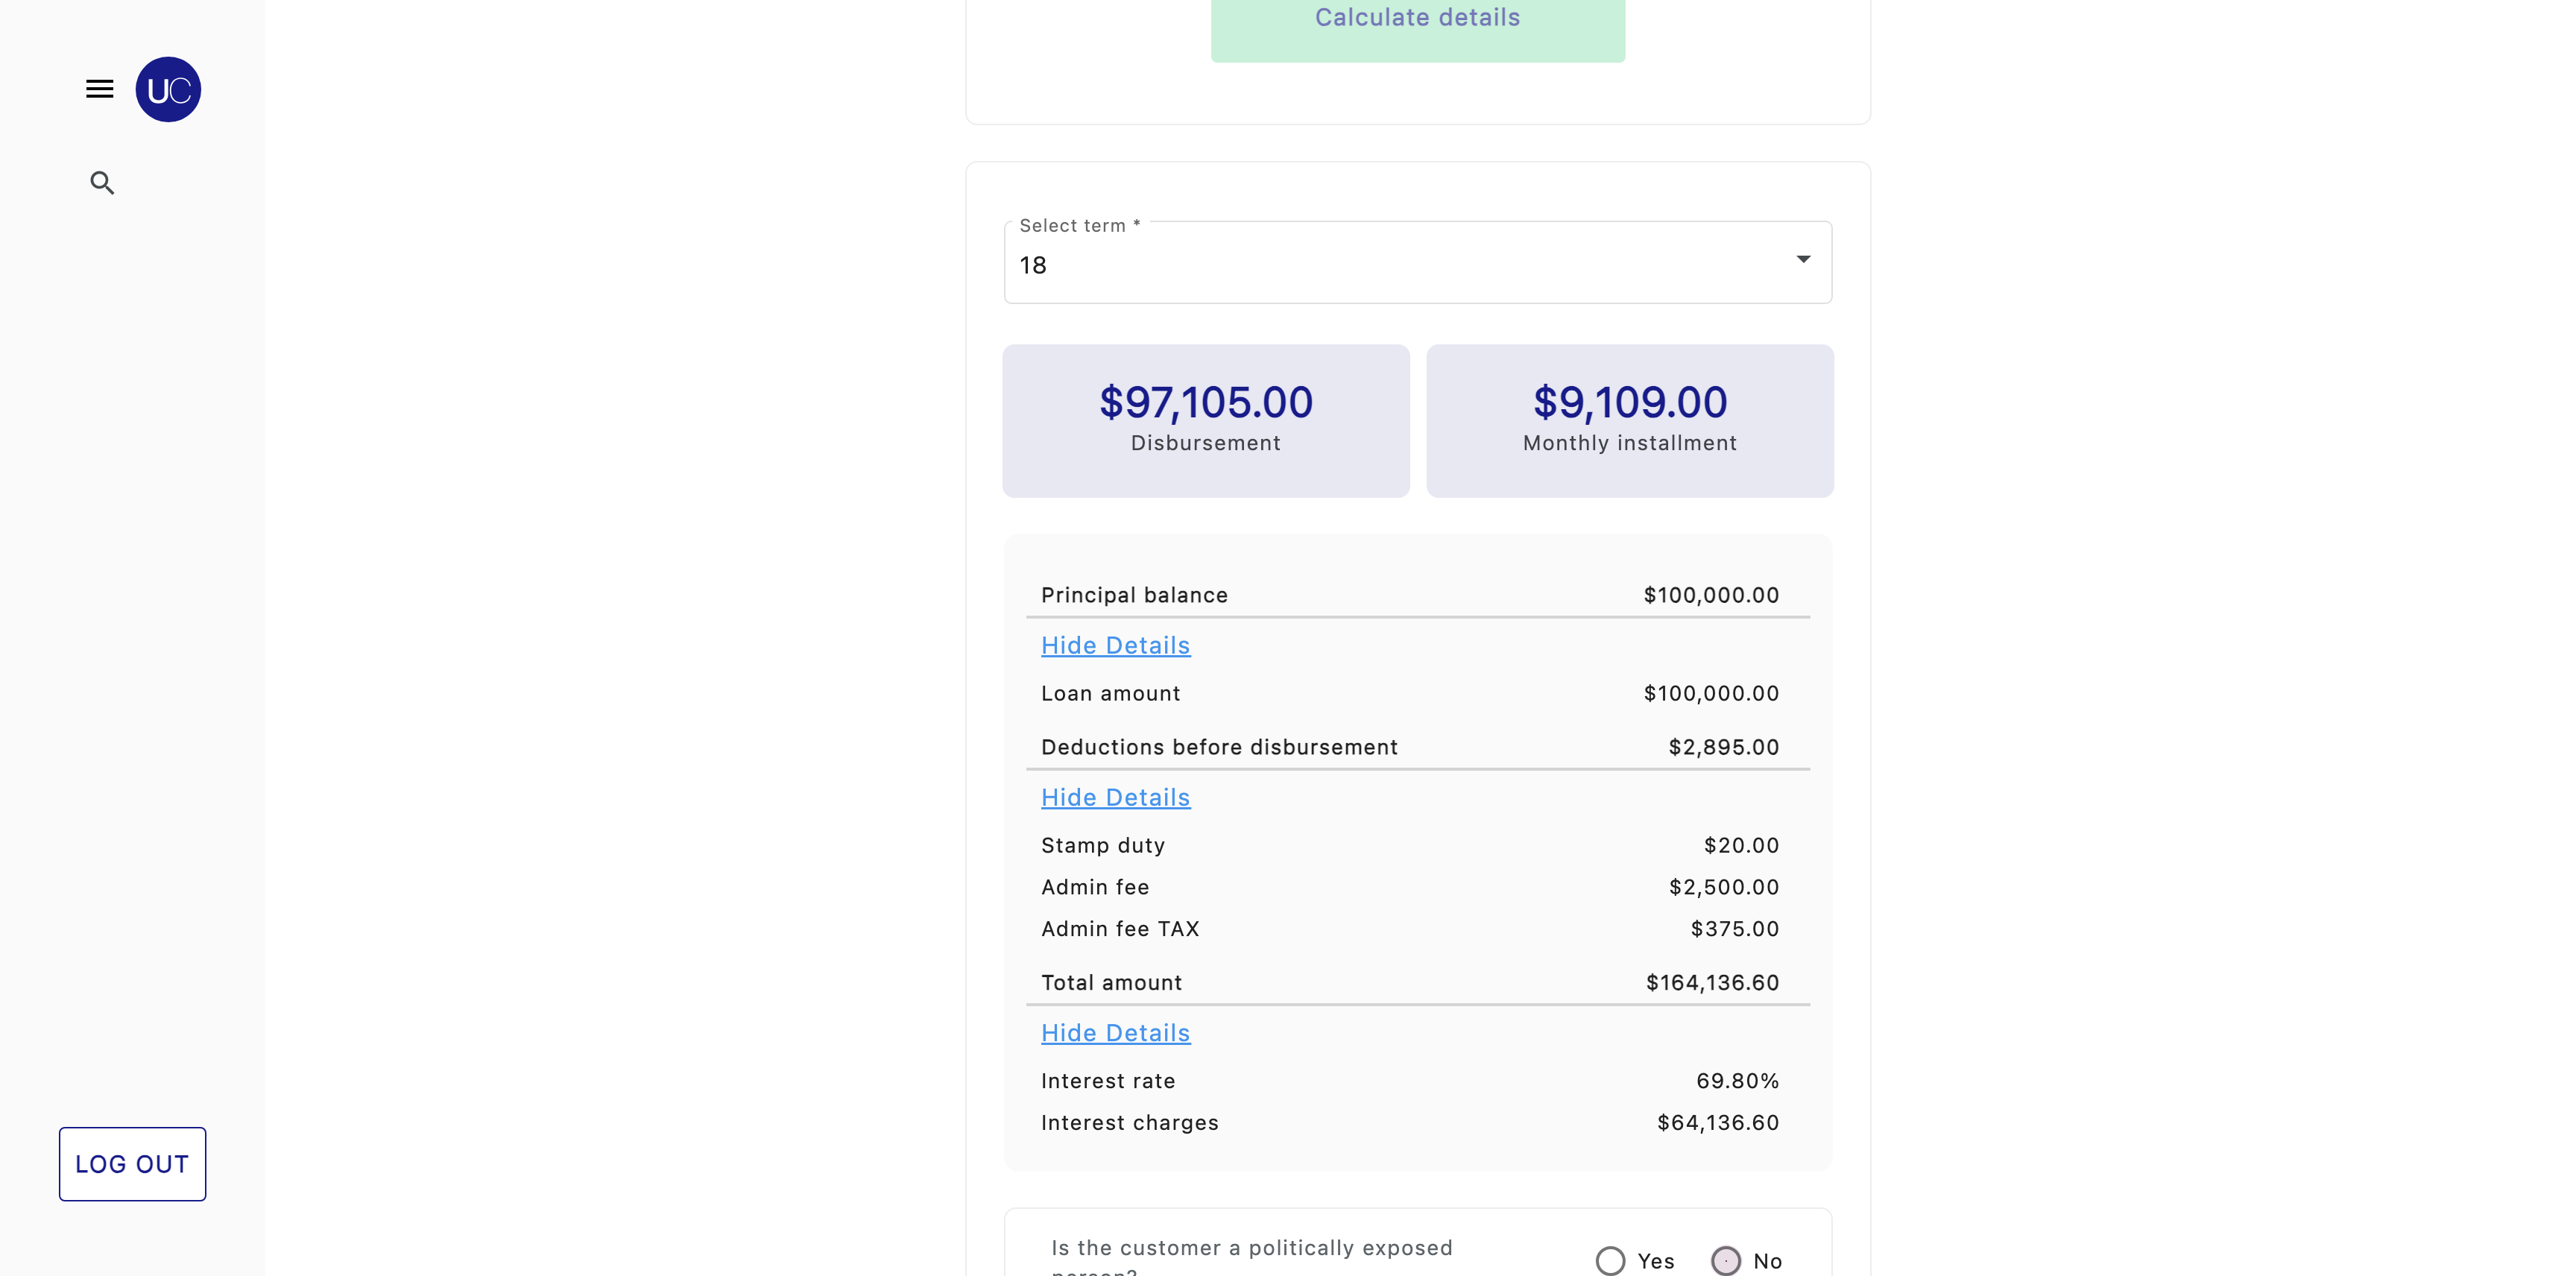 Calculate details
UC
Select term *
18
$97,105.00
Disbursement
$9,109.00
Monthly installment
Principal balance $100,000.00
Hide Details
Loan amount $100,000.00
Deductions before disbursement $2,895.00
Hide Details
Stamp duty $20.00
Admin fee $2,500.00
Admin fee TAX $375.00
Total amount $164,136.60
Hide Details
Interest rate 69.80%
Interest charges $64,136.60
LOG OUT
Is the customer a politically exposed
person?
Yes No